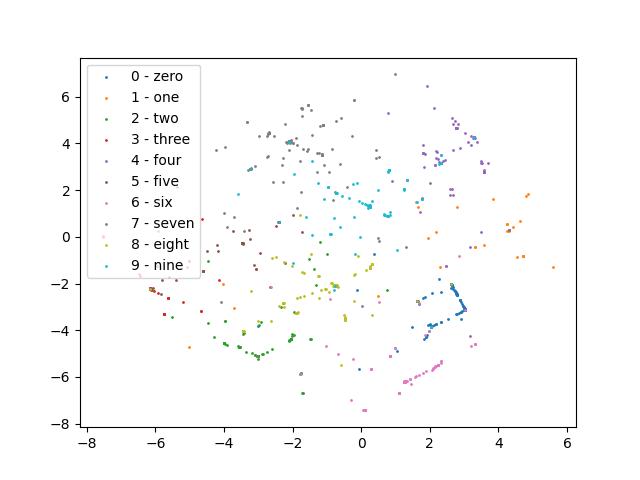 0 - zero
1 - one
2 - two
3 - three
4 - four
5 - five
6 - six
7 - seven
8 - eight
9 - nine
6
4
2
0
−2
−4
−6
−8
−8 −6 −4 −2 0 2 4 6